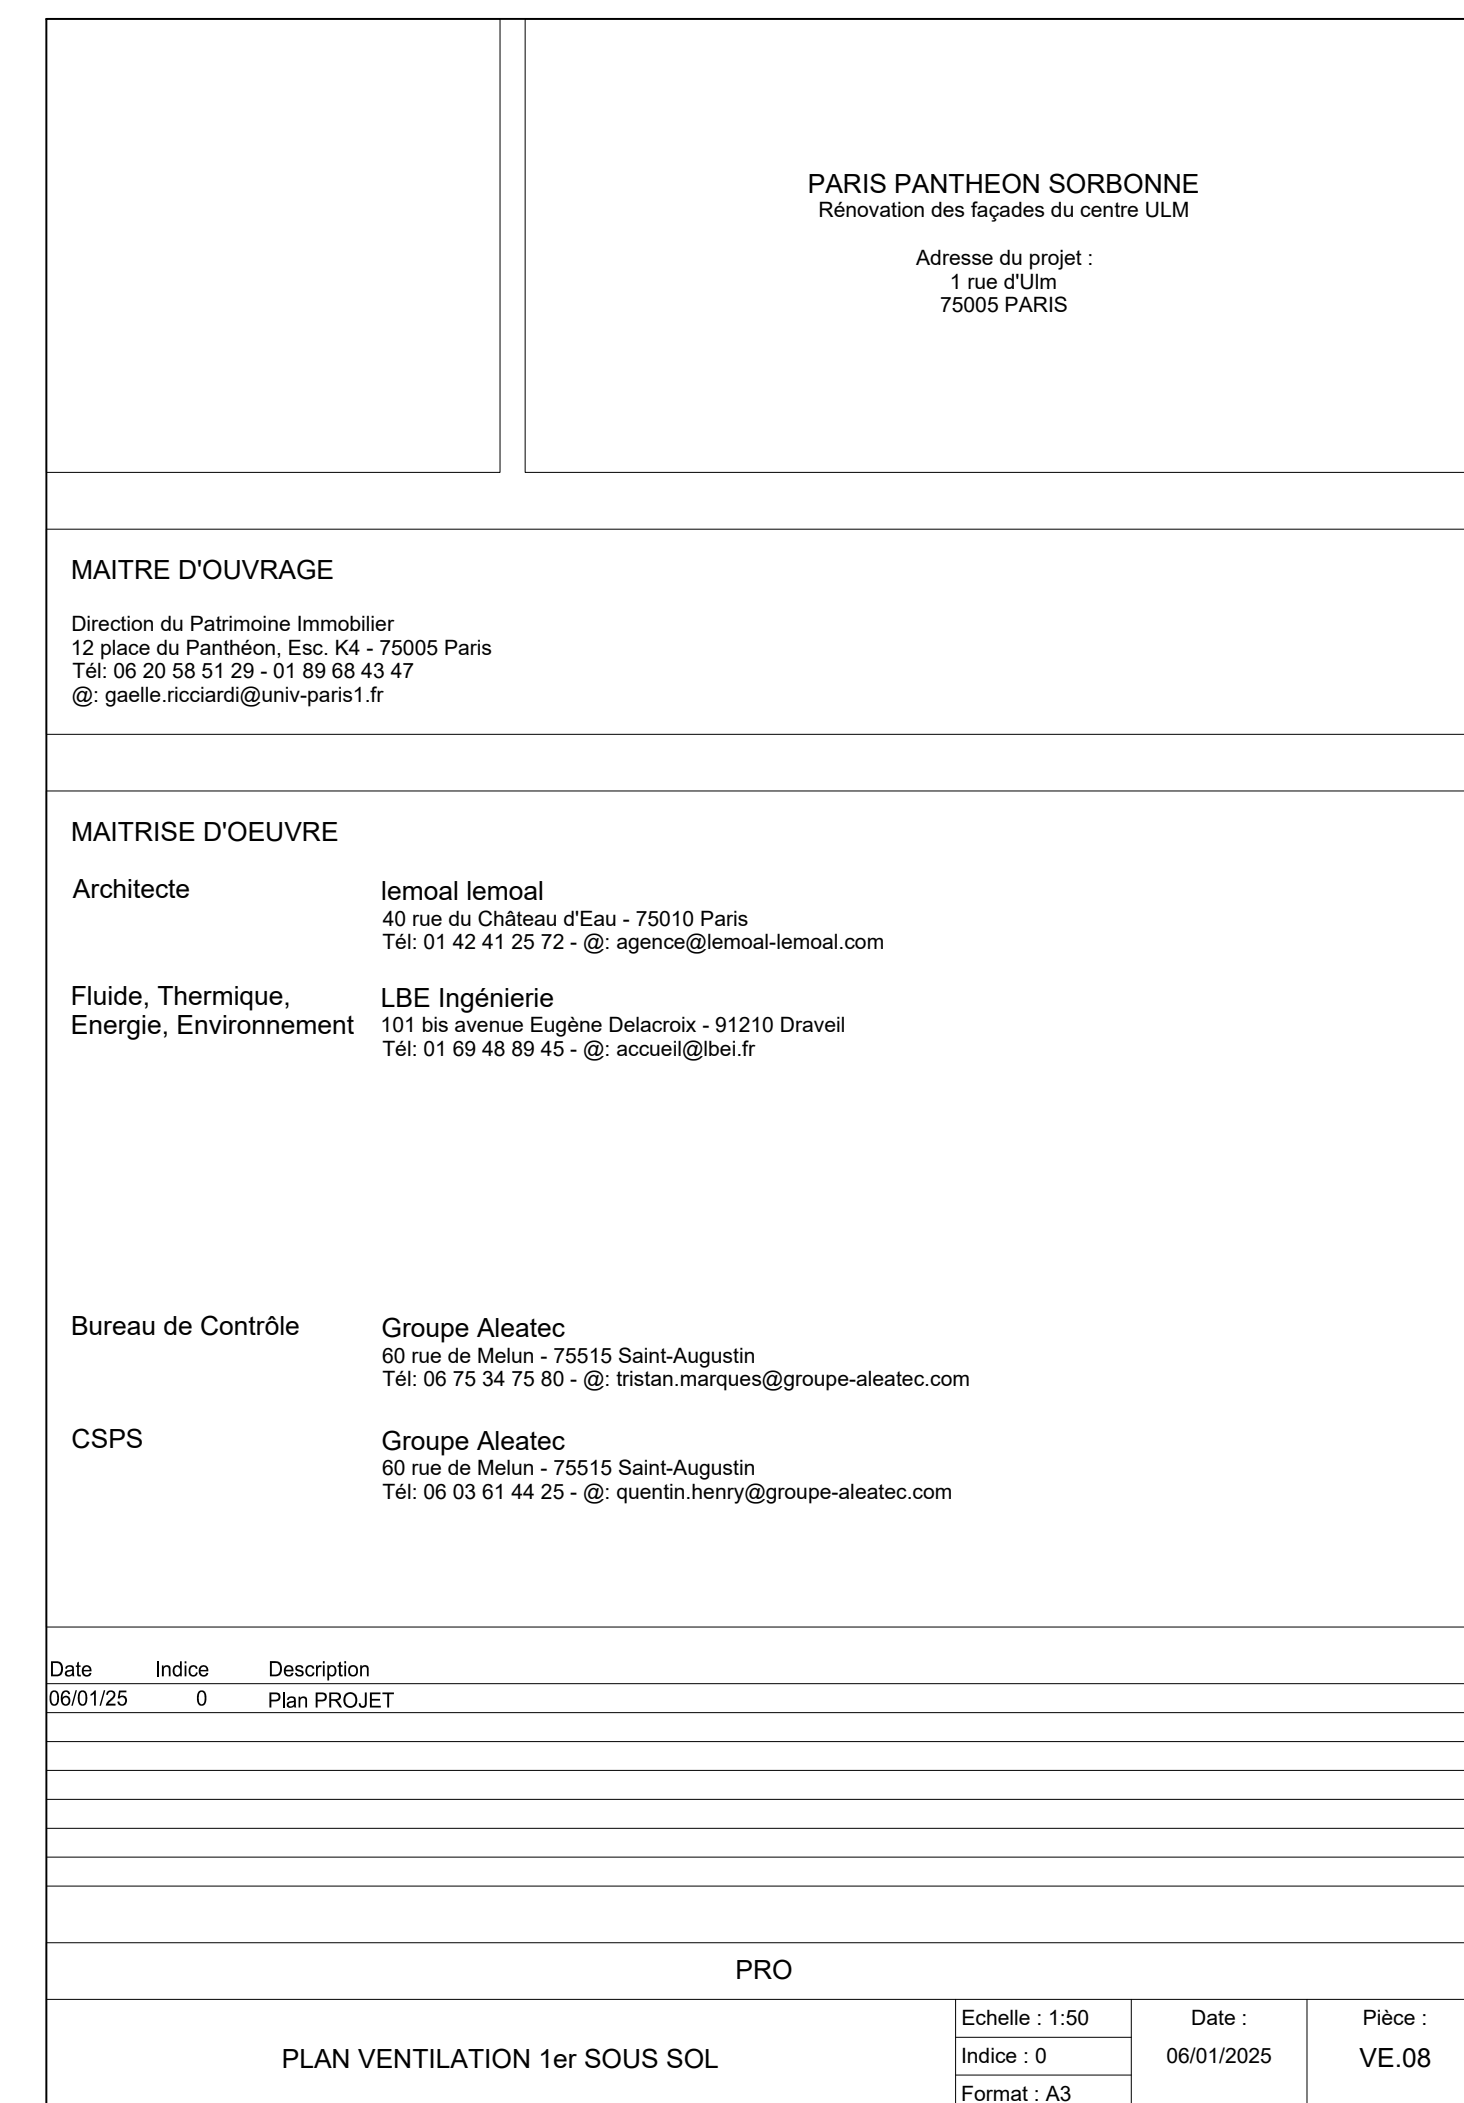 PARIS PANTHEON SORBONNE
Rénovation des façades du centre ULM
Adresse du projet :
1 rue d'Ulm
75005 PARIS
MAITRE D'OUVRAGE
Direction du Patrimoine Immobilier
12 place du Panthéon, Esc. K4 - 75005 Paris
Tél: 06 20 58 51 29 - 01 89 68 43 47
@: gaelle.ricciardi@univ-paris1.fr
MAITRISE D'OEUVRE
Architecte
lemoal lemoal
40 rue du Château d'Eau - 75010 Paris
Tél: 01 42 41 25 72 - @: agence@lemoal-lemoal.com
Fluide, Thermique,
Energie, Environnement
LBE Ingénierie
101 bis avenue Eugène Delacroix - 91210 Draveil
Tél: 01 69 48 89 45 - @: accueil@lbei.fr
Bureau de Contrôle
Groupe Aleatec
60 rue de Melun - 75515 Saint-Augustin
Tél: 06 75 34 75 80 - @: tristan.marques@groupe-aleatec.com
CSPS
Groupe Aleatec
60 rue de Melun - 75515 Saint-Augustin
Tél: 06 03 61 44 25 - @: quentin.henry@groupe-aleatec.com
Date Indice Description
06/01/25 0 Plan PROJET
PRO
PLAN VENTILATION 1er SOUS SOL
Echelle : 1:50
Indice : 0
Format : A3
Date :
06/01/2025
Pièce :
VE.08